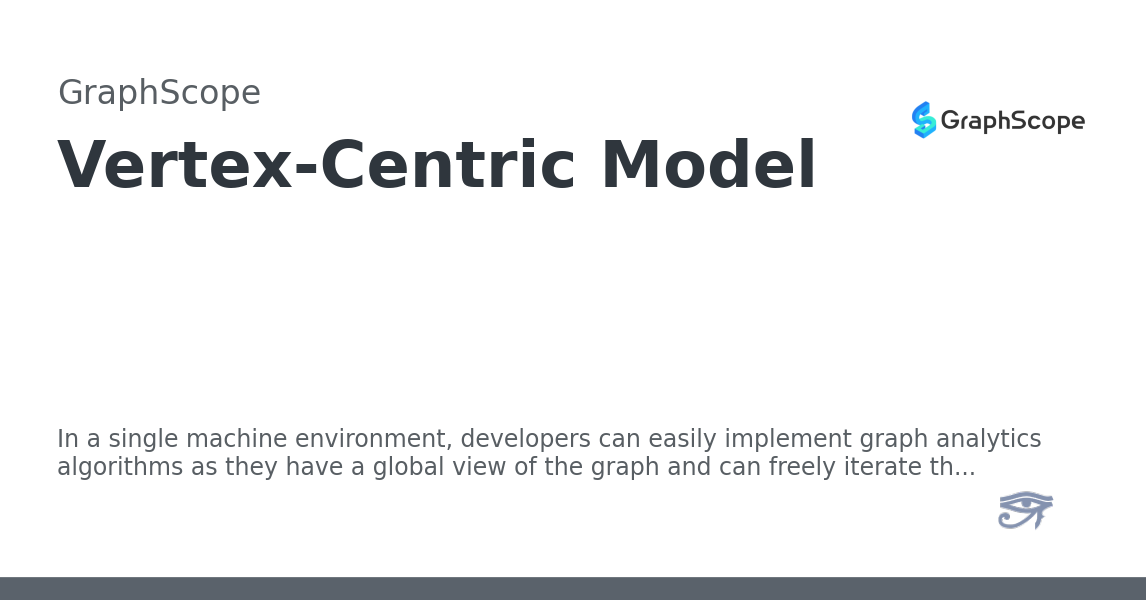 GraphScope
GraphScope
Vertex-Centric Model
In a single machine environment, developers can easily implement graph analytics
algorithms as they have a global view of the graph and can freely iterate th...